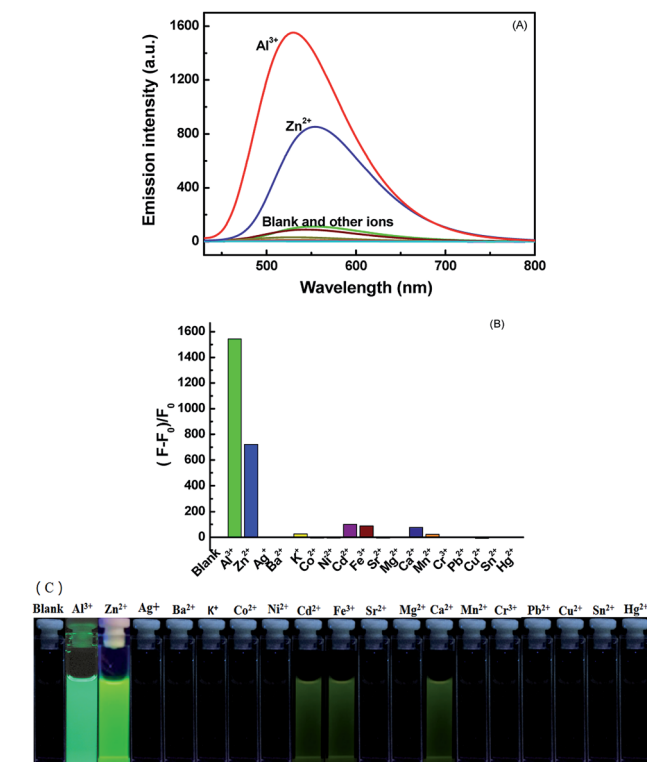 (A)
1600
1200
800
400
0
Al³⁺
Zn²⁺
Blank and other ions
500 600 700 800
Emission intensity (a.u.)
Wavelength (nm)
(B)
1600
1400
1200
1000
800
600
400
200
0
( F-F₀)/F₀
Blank Al³⁺ Zn²⁺ Ag⁺ Ba²⁺ K⁺ Co²⁺ Ni²⁺ Cd²⁺ Fe³⁺ Sr²⁺ Mg²⁺ Ca²⁺ Mn²⁺ Cr³⁺ Pb²⁺ Cu²⁺ Sn²⁺ Hg²⁺
(C)
Blank Al³⁺ Zn²⁺ Ag+ Ba²⁺ K⁺ Co²⁺ Ni²⁺ Cd²⁺ Fe³⁺ Sr²⁺ Mg²⁺ Ca²⁺ Mn²⁺ Cr³⁺ Pb²⁺ Cu²⁺ Sn²⁺ Hg²⁺